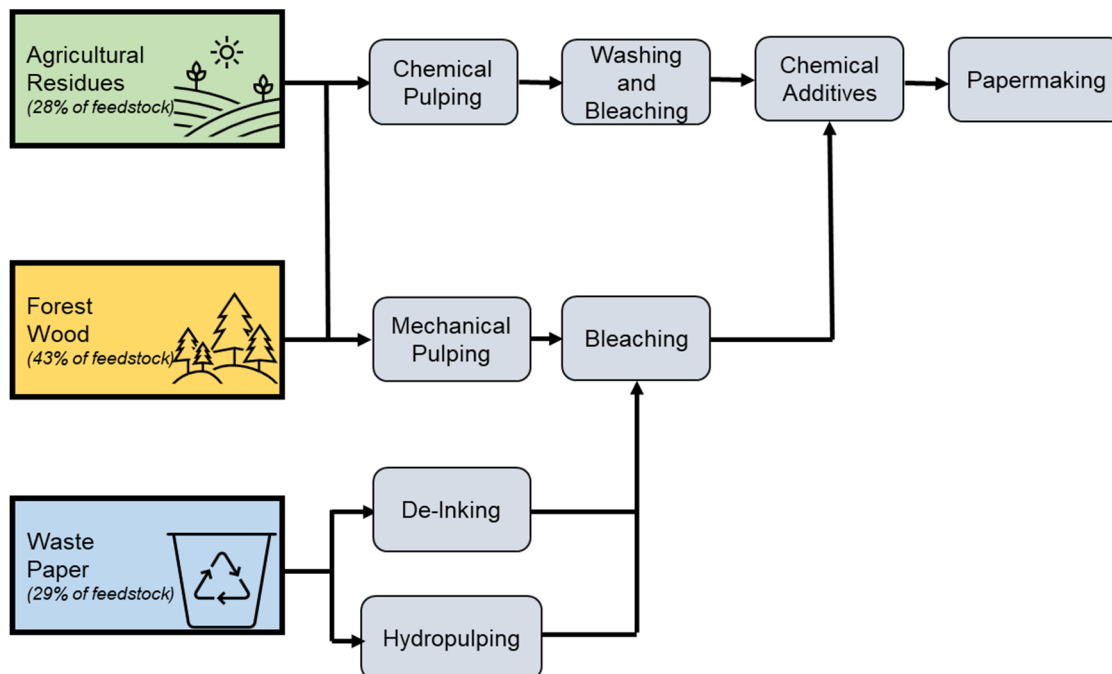 Agricultural
Residues
(28% of feedstock)
Chemical
Pulping
Washing
and
Bleaching
Chemical
Additives
Papermaking
Forest
Wood
(43% of feedstock)
Mechanical
Pulping
Bleaching
De-Inking
Waste
Paper
(29% of feedstock)
Hydropulping